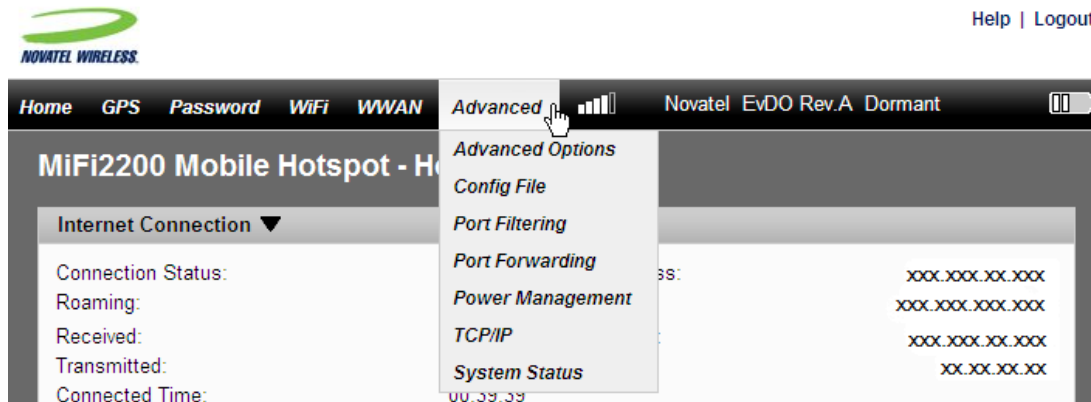 Help | Logout
NOVATEL WIRELESS.
Home GPS Password WiFi WWAN Advanced Novatel EvDO Rev.A Dormant
Advanced Options
MiFi2200 Mobile Hotspot - H
Config File
Port Filtering
Internet Connection
Port Forwarding
Connection Status: ss: xxx.xxx.xx.xxx
Power Management
Roaming: xxx.xxx.xxx.xxx
TCP/IP
Received: : xxx.xxx.xx.xxx
Transmitted: xx.xx.xx.xx
System Status
Connected Time: 00:39:39